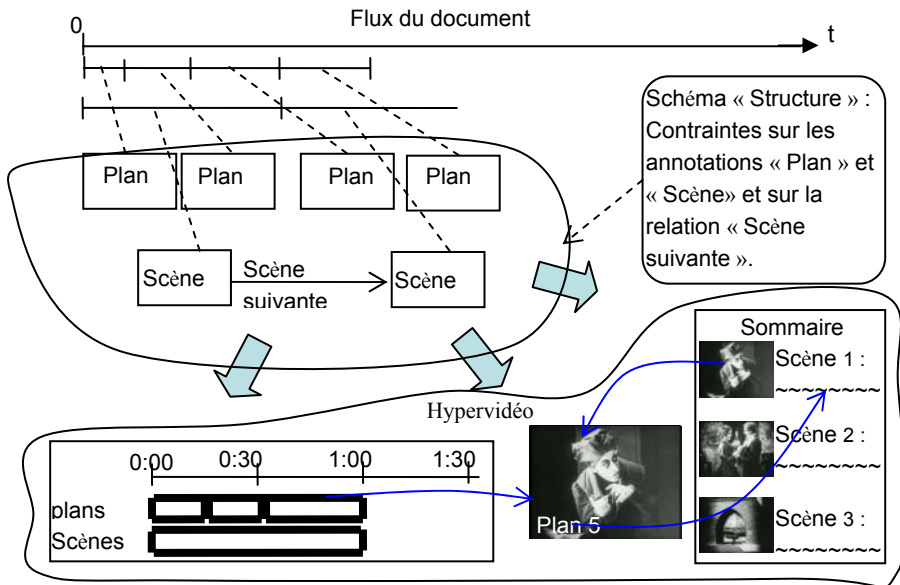 Flux du document
0
t
Schéma « Structure » :
Contraintes sur les
annotations « Plan » et
« Scène» et sur la
relation « Scène
suivante ».
Plan
Plan
Plan
Plan
Scène
Scène
suivante
Scène
Hypervidéo
Sommaire
Scène 1 :
~~~~~~~~
Scène 2 :
~~~~~~~~
Scène 3 :
~~~~~~~~
0:00 0:30 1:00 1:30
plans
Scènes
Plan 5